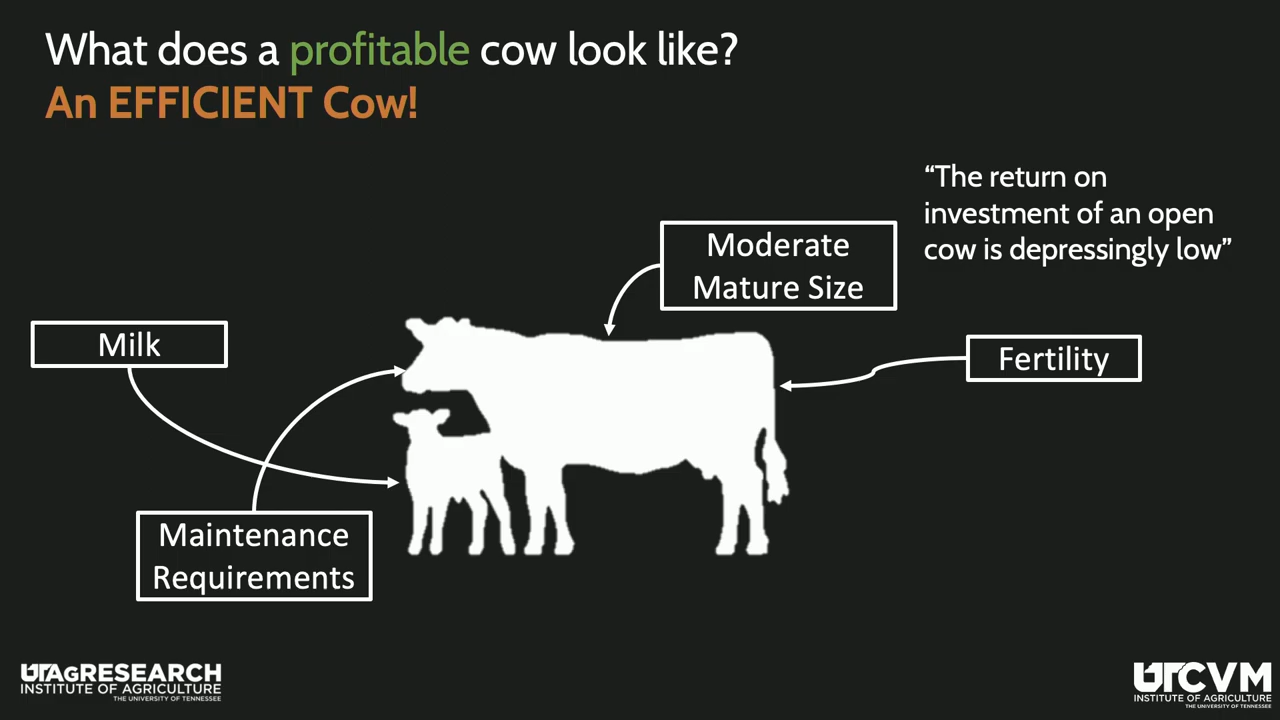 What does a profitable cow look like?
An EFFICIENT Cow!
“The return on
investment of an open
cow is depressingly low”
Moderate
Mature Size
Milk
Fertility
Maintenance
Requirements
UTAGRESEARCH
INSTITUTE OF AGRICULTURE
THE UNIVERSITY OF TENNESSEE
UTCVM
INSTITUTE OF AGRICULTURE
THE UNIVERSITY OF TENNESSEE